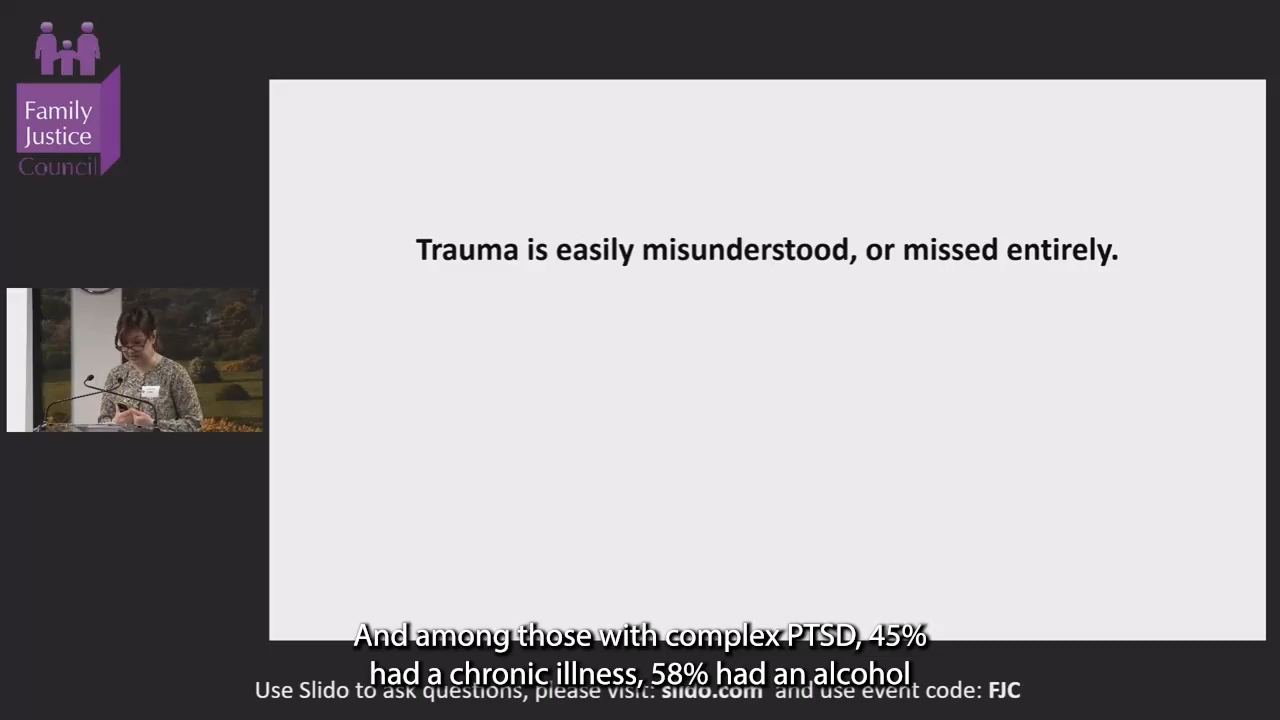 Family
Justice
Council
Trauma is easily misunderstood, or missed entirely.
And among those with complex PTSD, 45%
had a chronic illness, 58% had an alcohol
Use Slido to ask questions, please visit: slido.com and use event code: FJC